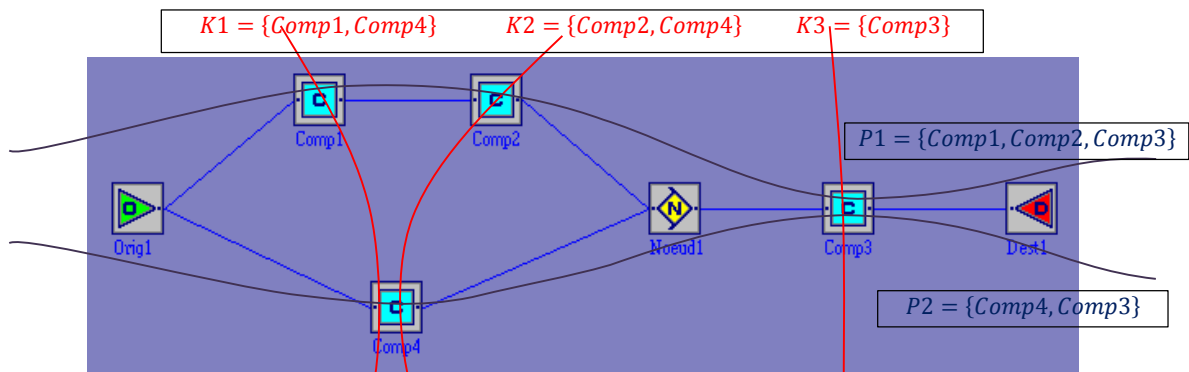 K1 = {Comp1, Comp4} K2 = {Comp2, Comp4} K3 = {Comp3}
C C
Comp1 Comp2
P1 = {Comp1, Comp2, Comp3}
O N C D
Orig1 Noeud1 Comp3 Dest1
C
P2 = {Comp4, Comp3}
Comp4